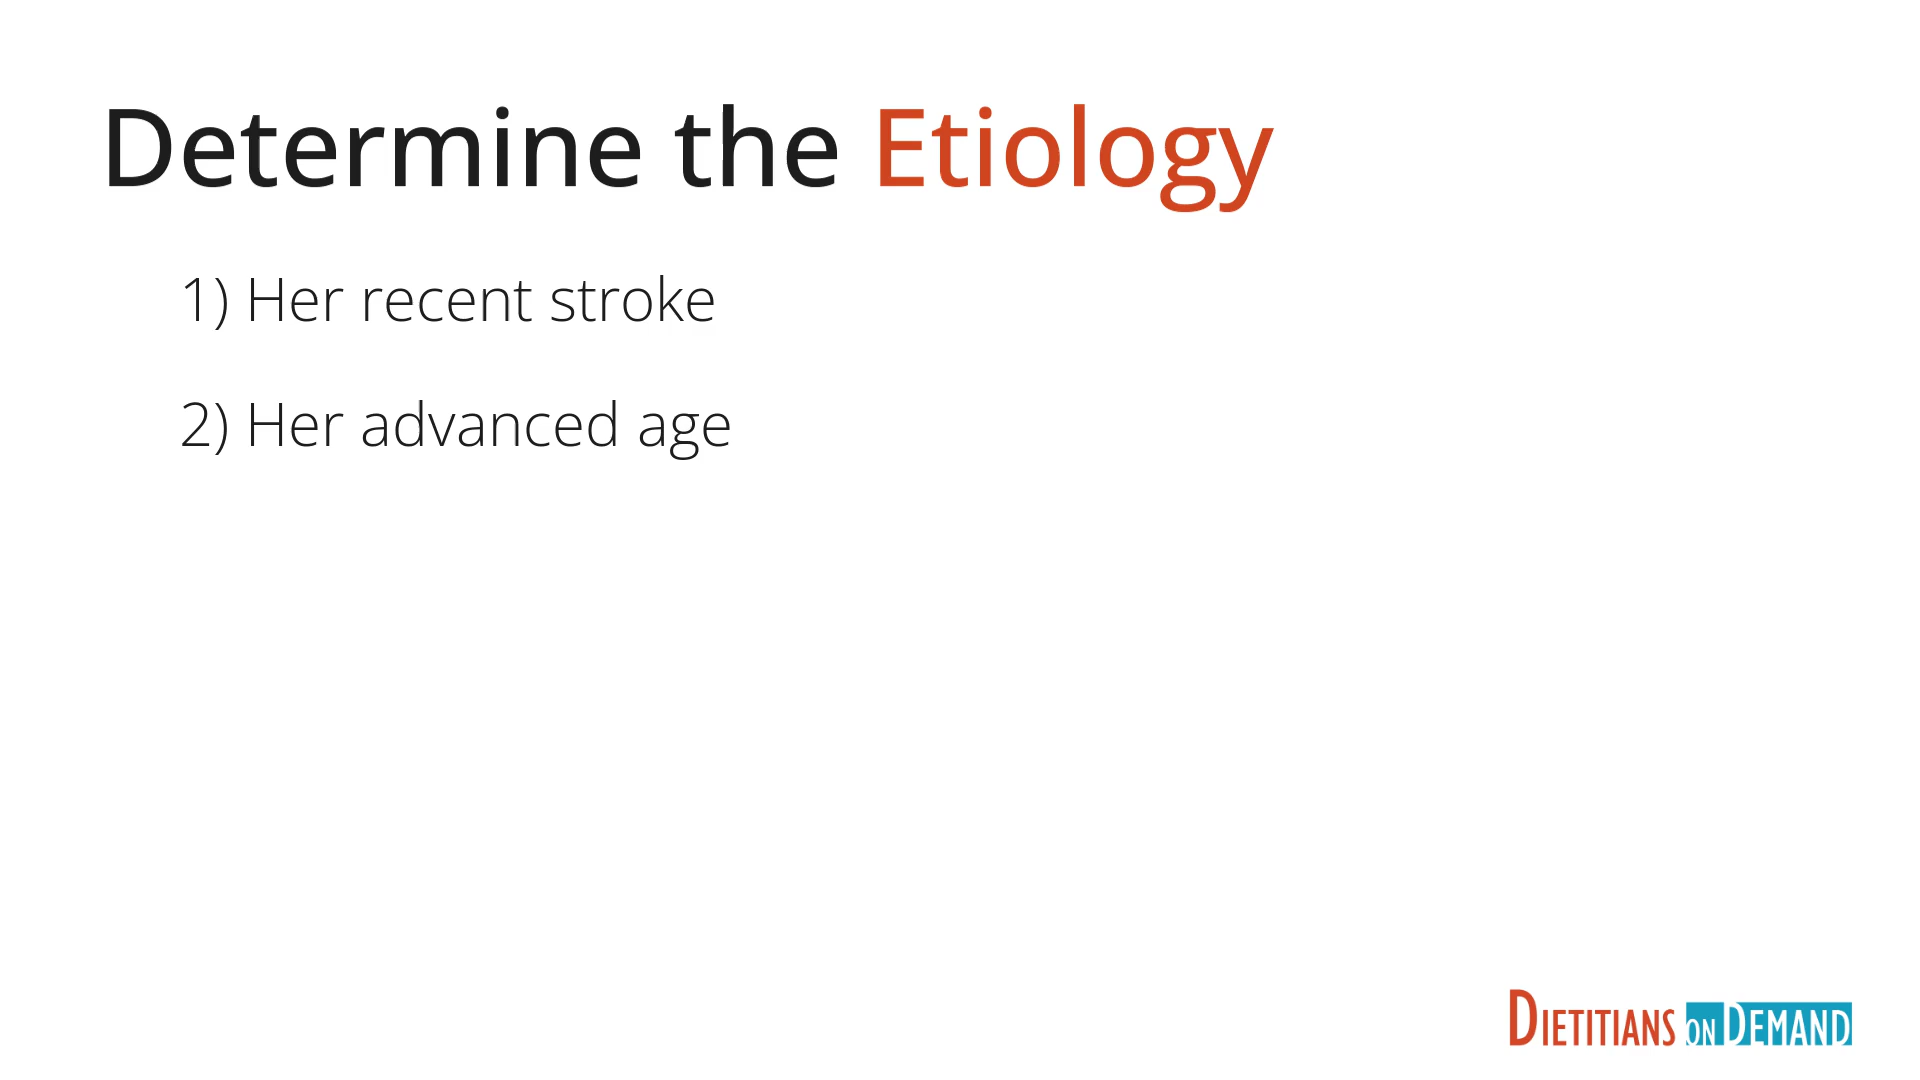 Determine the Etiology
1) Her recent stroke
2) Her advanced age
DIETITIANS ON DEMAND